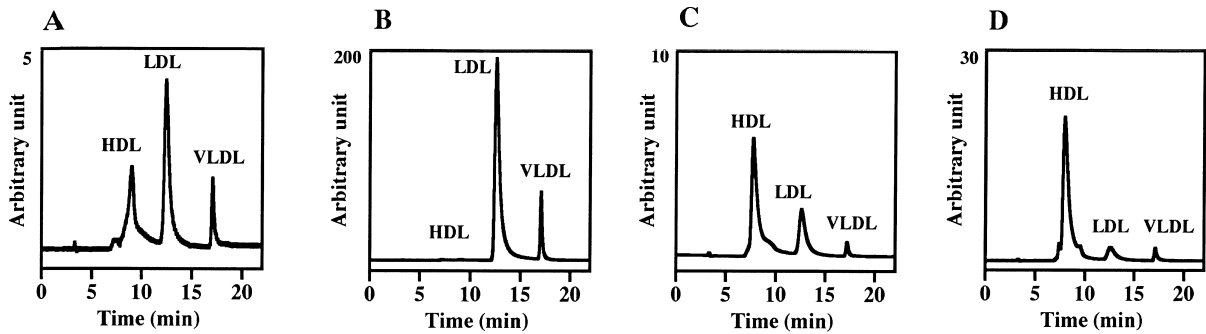 A
5
Arbitrary unit
HDL
LDL
VLDL
0 5 10 15 20
Time (min)
B
200
Arbitrary unit
HDL
LDL
VLDL
0 5 10 15 20
Time (min)
C
10
Arbitrary unit
HDL
LDL
VLDL
0 5 10 15 20
Time (min)
D
30
Arbitrary unit
HDL
LDL
VLDL
0 5 10 15 20
Time (min)